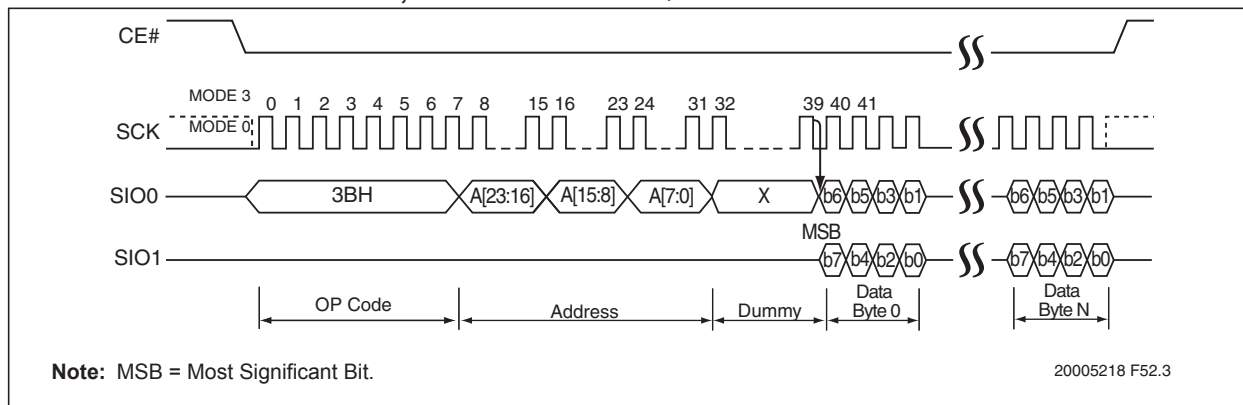 CE#
MODE 3
0 1 2 3 4 5 6 7 8 15 16 23 24 31 32 39 40 41
SCK MODE 0
SIO0 3BH A[23:16] A[15:8] A[7:0] X b6 b5 b3 b1 b6 b5 b3 b1
MSB
SIO1 b7 b4 b2 b0 b7 b4 b2 b0
OP Code Address Dummy Data Byte 0 Data Byte N
Note: MSB = Most Significant Bit.
20005218 F52.3